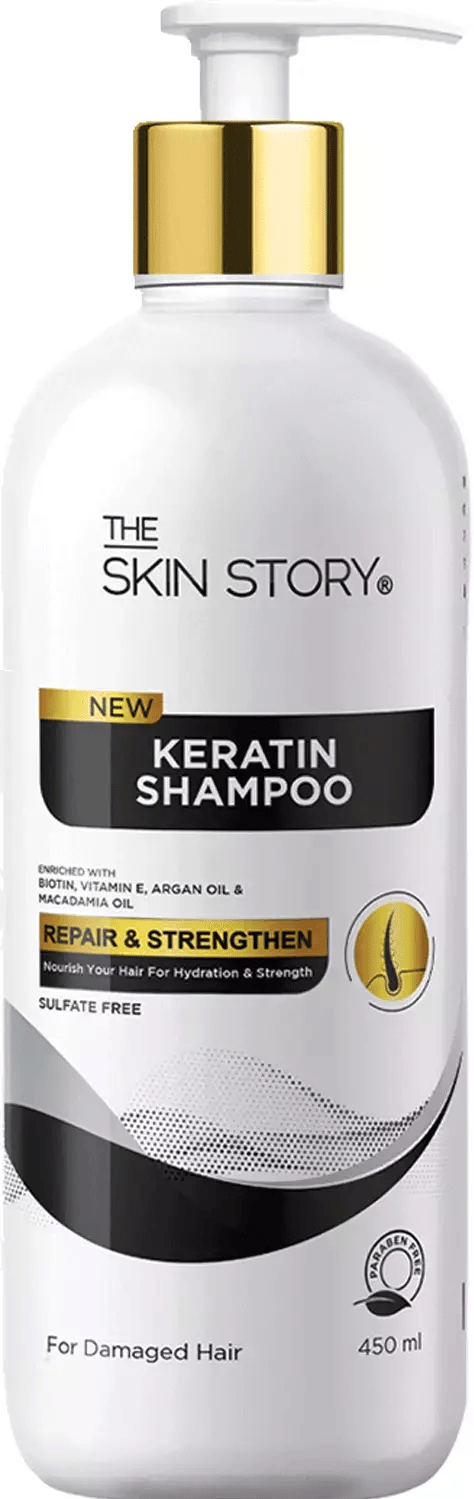 THE
SKIN STORY®
NEW
KERATIN
SHAMPOO
ENRICHED WITH
BIOTIN, VITAMIN E, ARGAN OIL &
MACADAMIA OIL
REPAIR & STRENGTHEN
Nourish Your Hair For Hydration & Strength
SULFATE FREE
PARABEN FREE
For Damaged Hair
450 ml